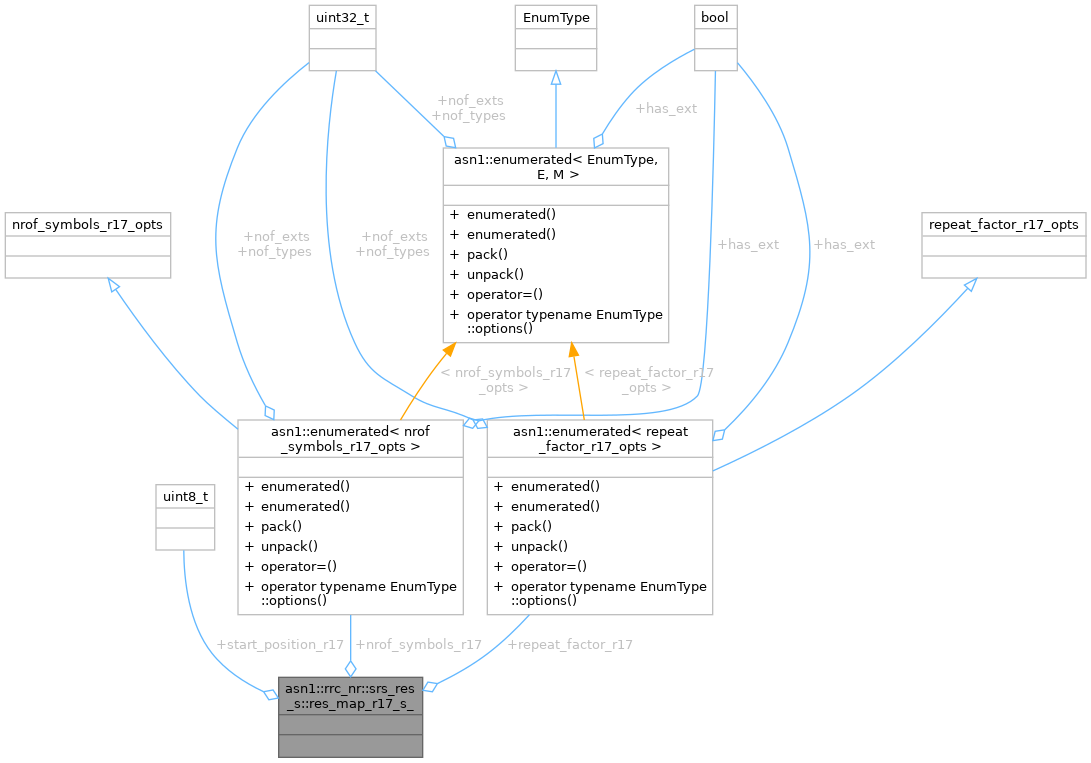 uint32_t
EnumType
bool
+nof_exts
+nof_types
+has_ext
asn1::enumerated< EnumType,
E, M >
+ enumerated()
+ enumerated()
+ pack()
+ unpack()
+ operator=()
+ operator typename EnumType
::options()
nrof_symbols_r17_opts
repeat_factor_r17_opts
+nof_exts
+nof_types
+nof_exts
+nof_types
+has_ext
+has_ext
< nrof_symbols_r17
_opts >
< repeat_factor_r17
_opts >
asn1::enumerated< nrof
_symbols_r17_opts >
+ enumerated()
+ enumerated()
+ pack()
+ unpack()
+ operator=()
+ operator typename EnumType
::options()
asn1::enumerated< repeat
_factor_r17_opts >
+ enumerated()
+ enumerated()
+ pack()
+ unpack()
+ operator=()
+ operator typename EnumType
::options()
uint8_t
+start_position_r17
+nrof_symbols_r17
+repeat_factor_r17
asn1::rrc_nr::srs_res
_s::res_map_r17_s_